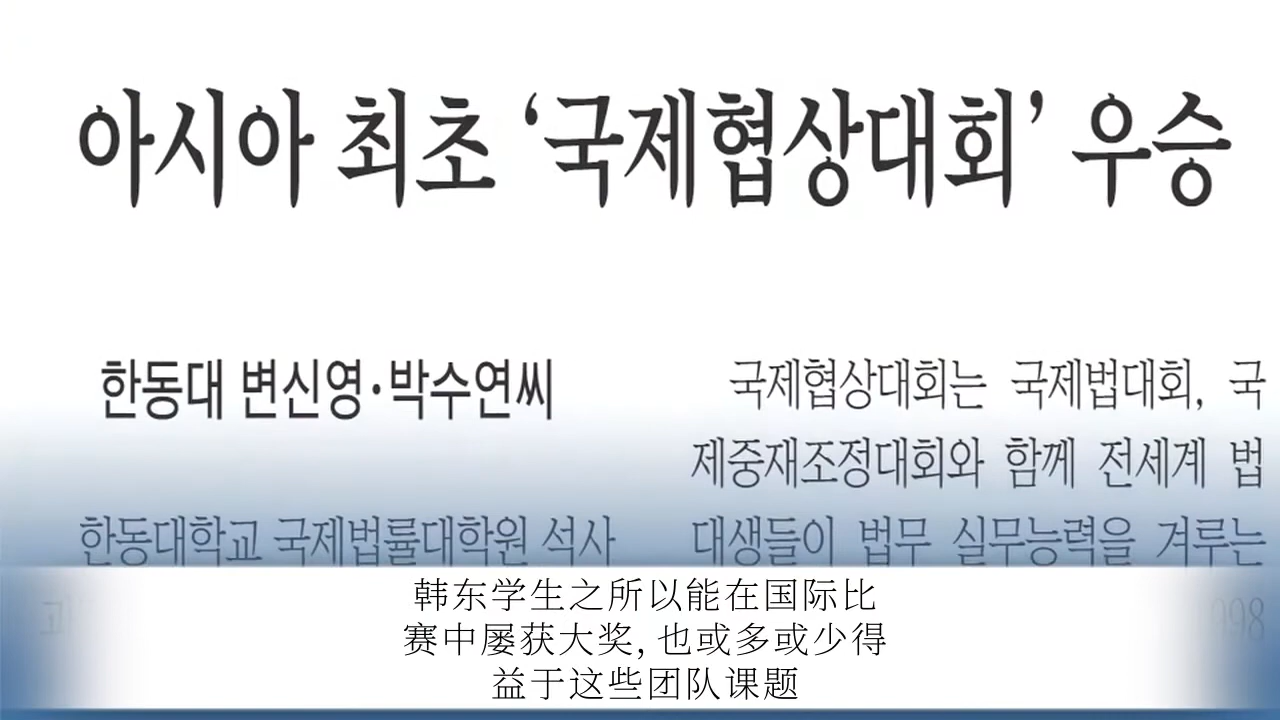 아시아 최초 ‘국제협상대회’ 우승
한동대 변신영·박수연씨
한동대학교 국제법률대학원 석사
국제협상대회는 국제법대회, 국
제중재조정대회와 함께 전세계 법
대생들이 법무 실무능력을 겨루는
998
韩东学生之所以能在国际比
赛中屡获大奖, 也或多或少得
益于这些团队课题